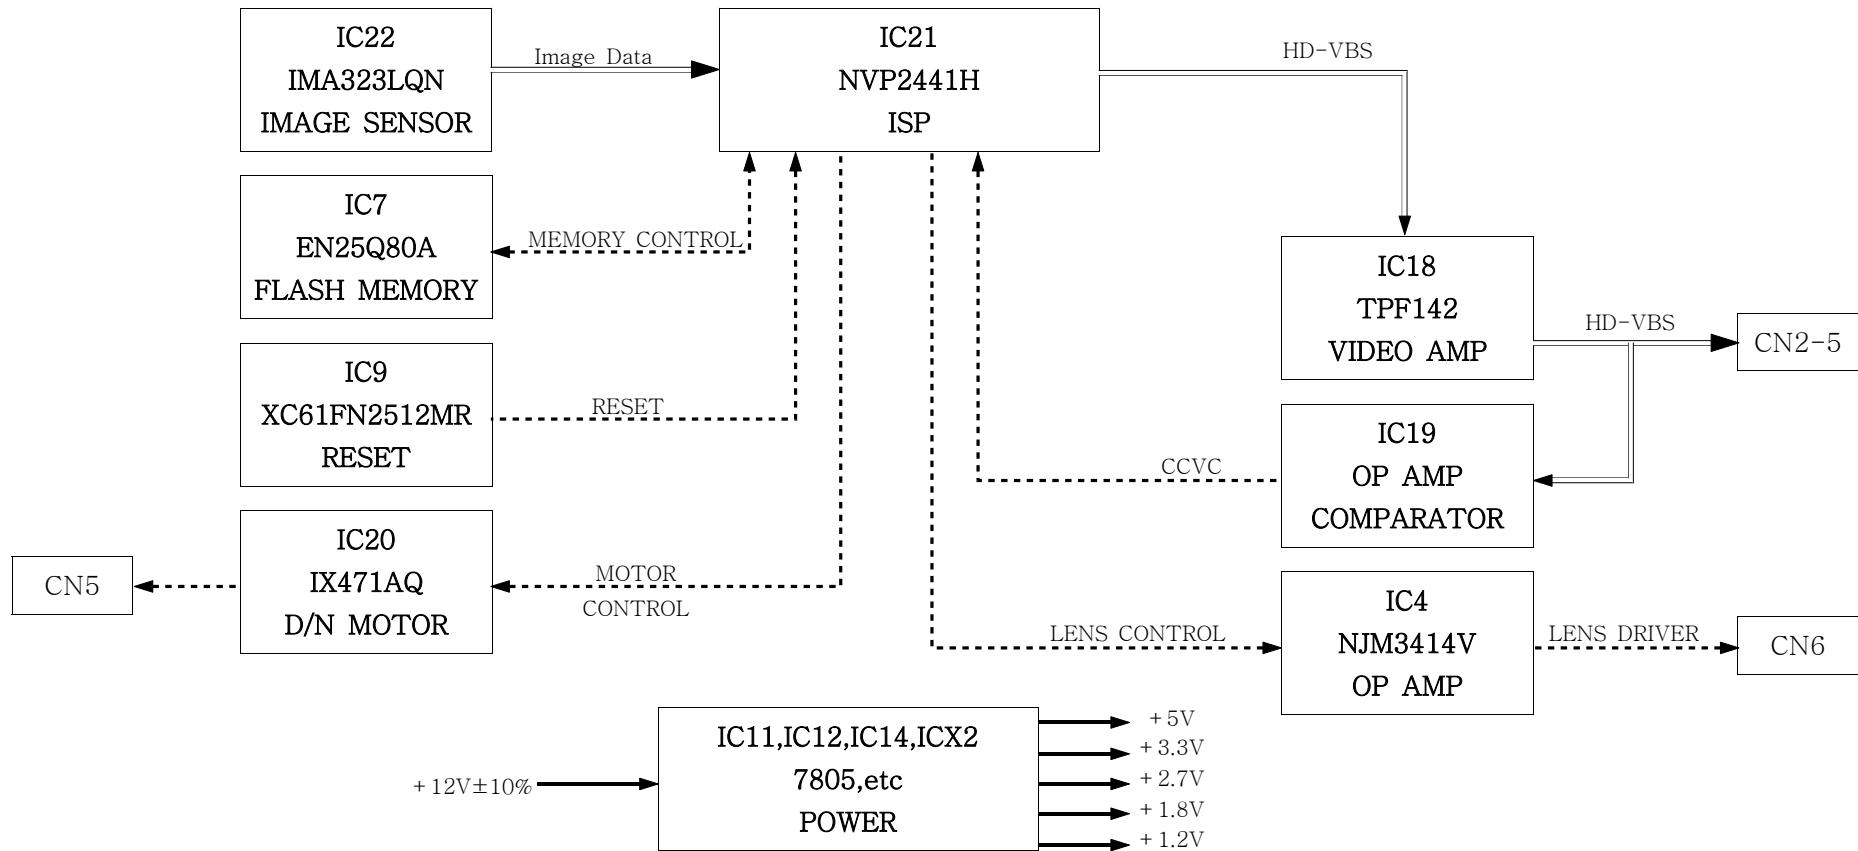 IC22
IMA323LQN
IMAGE SENSOR
Image Data
IC21
NVP2441H
ISP
HD-VBS
IC7
EN25Q80A
FLASH MEMORY
MEMORY CONTROL
IC18
TPF142
VIDEO AMP
HD-VBS
CN2-5
IC9
XC61FN2512MR
RESET
RESET
IC19
OP AMP
COMPARATOR
CCVC
CN5
IC20
IX471AQ
D/N MOTOR
MOTOR
CONTROL
LENS CONTROL
IC4
NJM3414V
OP AMP
LENS DRIVER
CN6
+12V±10%
IC11,IC12,IC14,ICX2
7805,etc
POWER
+5V
+3.3V
+2.7V
+1.8V
+1.2V